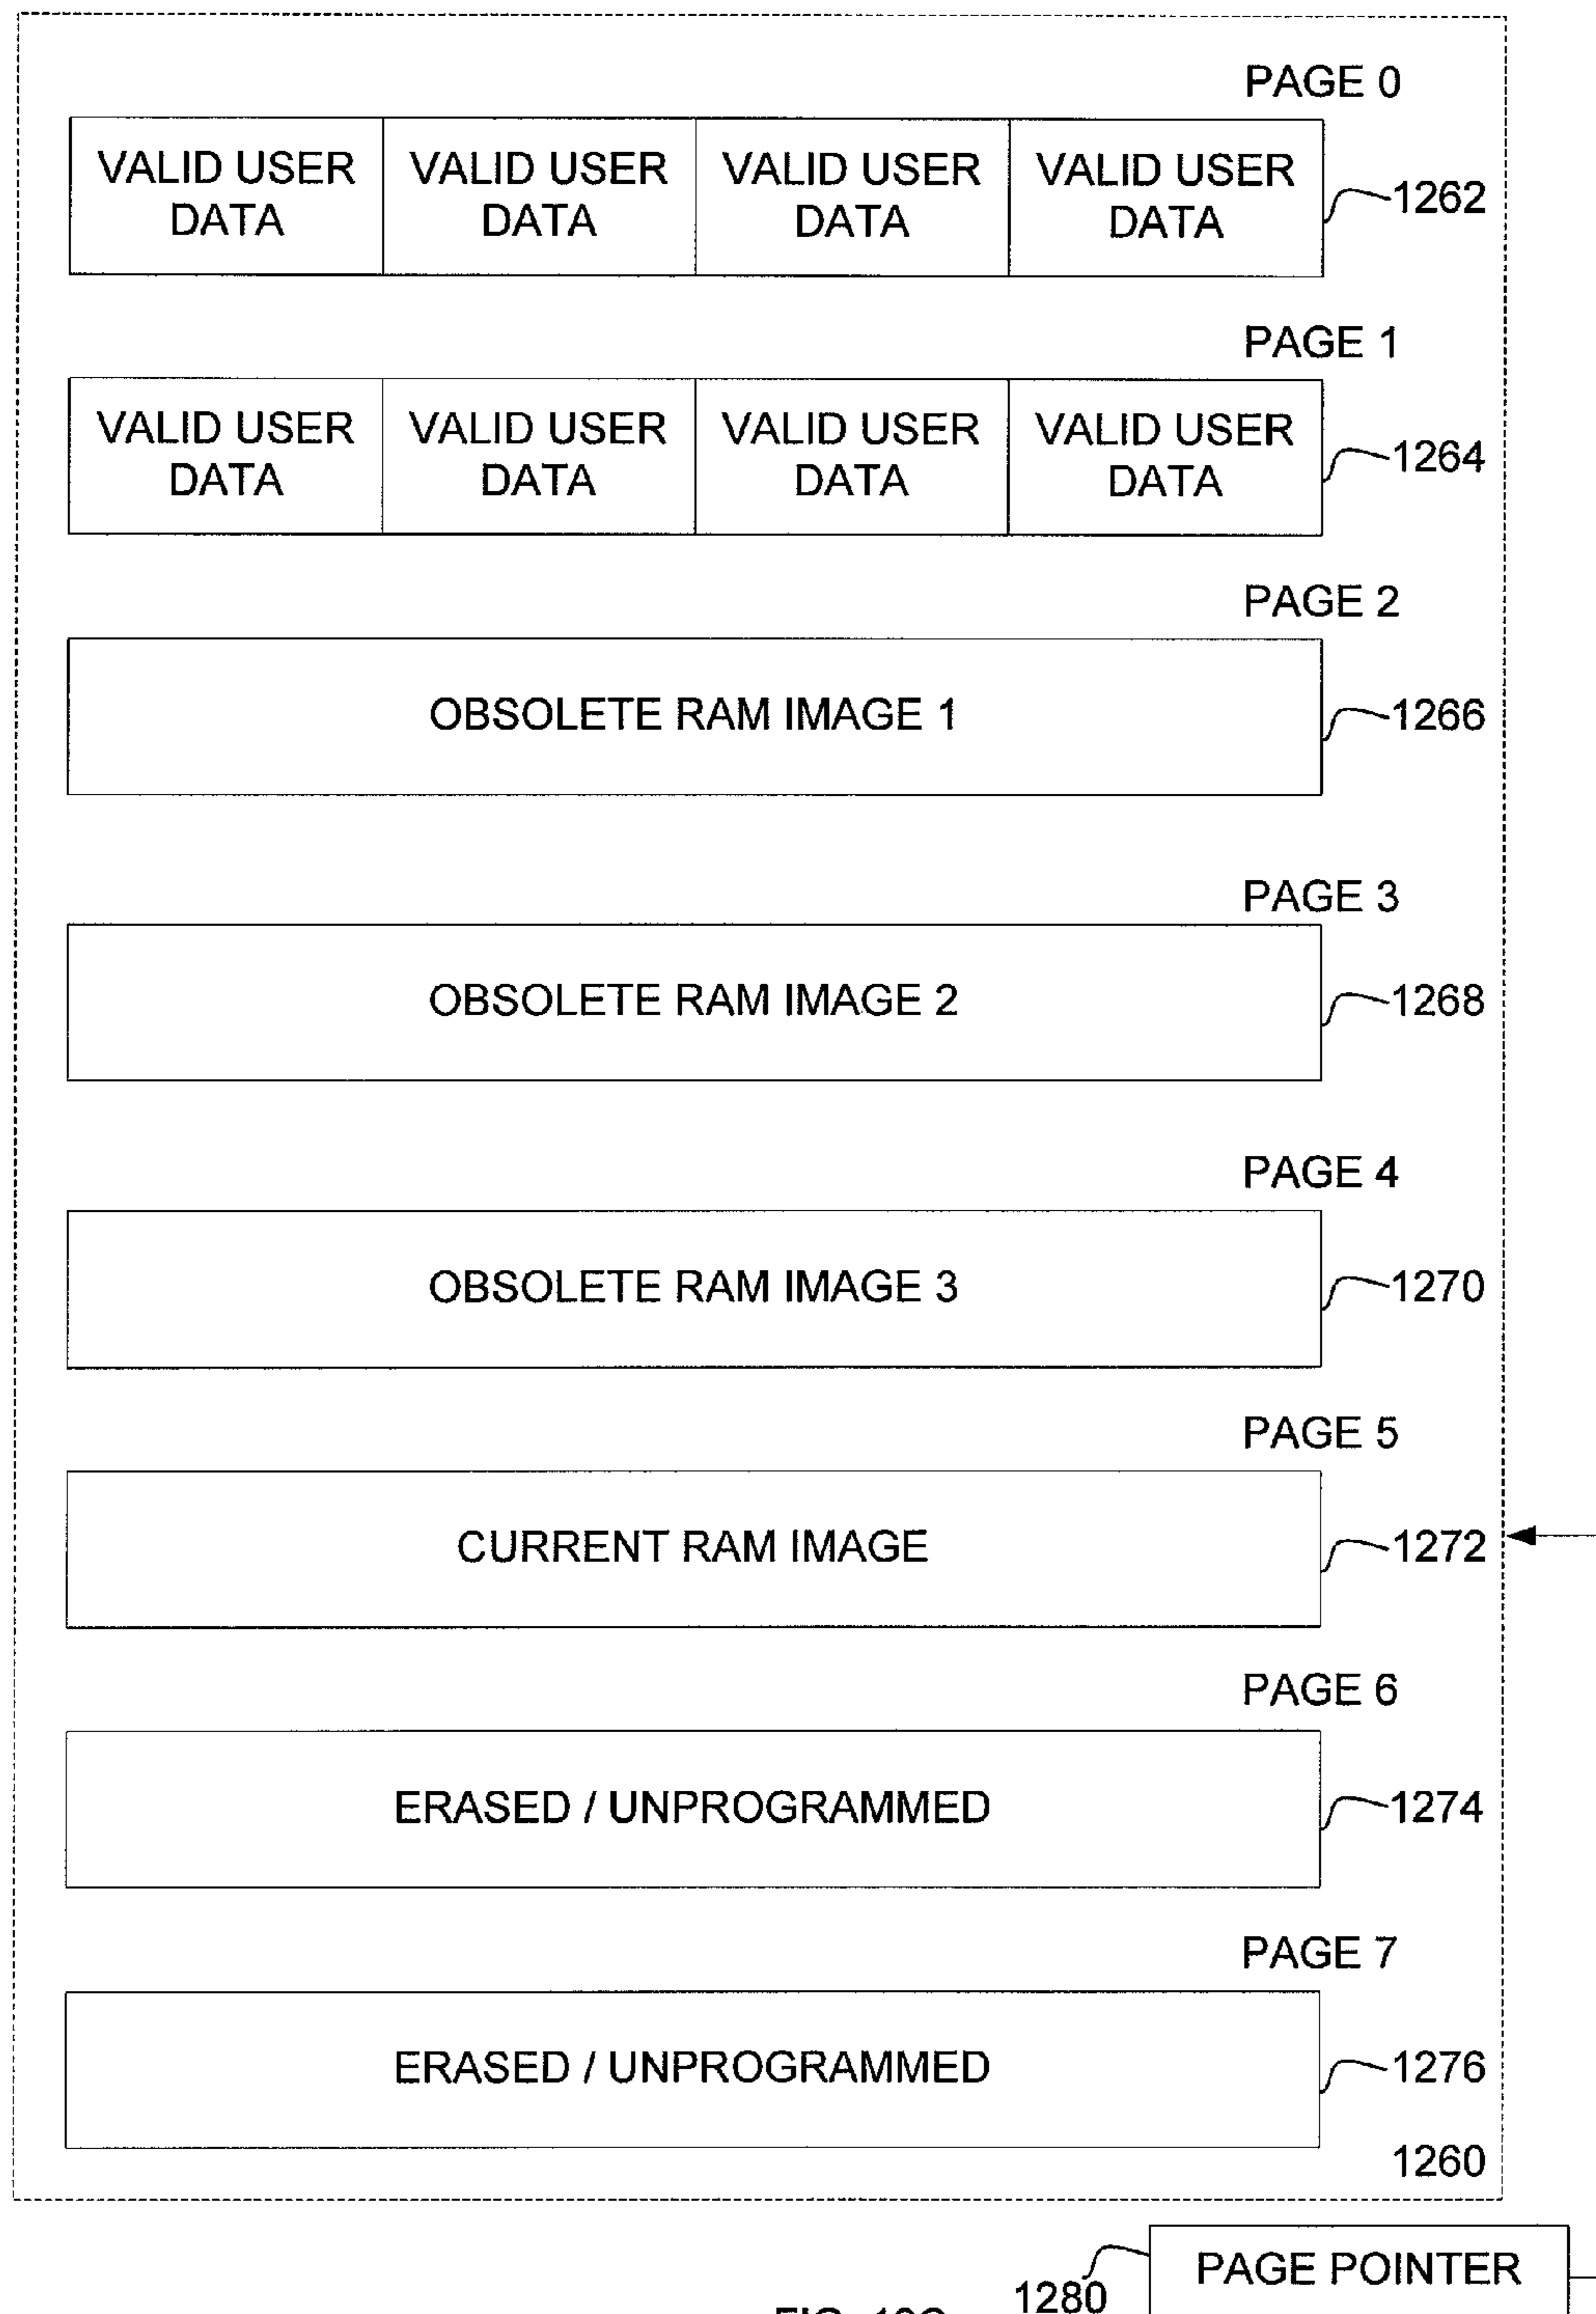 PAGE 0
VALID USER DATA VALID USER DATA VALID USER DATA VALID USER DATA
1262
PAGE 1
VALID USER DATA VALID USER DATA VALID USER DATA VALID USER DATA
1264
PAGE 2
OBSOLETE RAM IMAGE 1
1266
PAGE 3
OBSOLETE RAM IMAGE 2
1268
PAGE 4
OBSOLETE RAM IMAGE 3
1270
PAGE 5
CURRENT RAM IMAGE
1272
PAGE 6
ERASED / UNPROGRAMMED
1274
PAGE 7
ERASED / UNPROGRAMMED
1276
1260
PAGE POINTER
1280